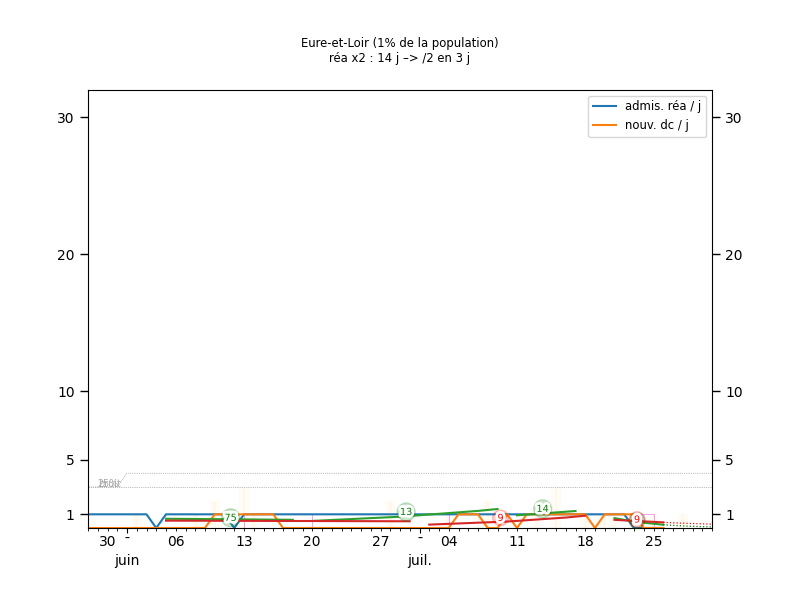 Eure-et-Loir (1% de la population)
réa x2 : 14 j –> /2 en 3 j
admis. réa / j
nouv. dc / j
30
30
20
20
10
10
5
5
1
1
13
14
75
9
9
30 - 06 13 20 27 - 04 11 18 25
juin juil.